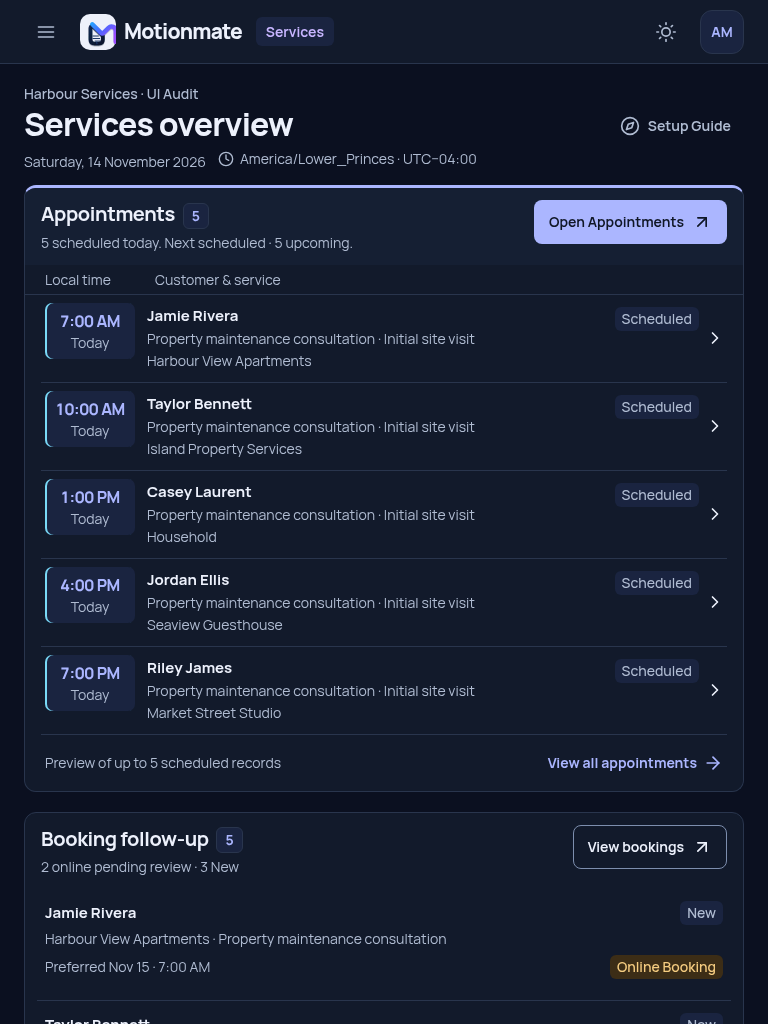 Motionmate Services AM
Harbour Services · UI Audit
Services overview
Setup Guide
Saturday, 14 November 2026 America/Lower_Princes · UTC−04:00
Appointments 5
5 scheduled today. Next scheduled · 5 upcoming.
Open Appointments
Local time Customer & service
7:00 AM
Today
Jamie Rivera
Property maintenance consultation · Initial site visit
Harbour View Apartments
Scheduled
10:00 AM
Today
Taylor Bennett
Property maintenance consultation · Initial site visit
Island Property Services
Scheduled
1:00 PM
Today
Casey Laurent
Property maintenance consultation · Initial site visit
Household
Scheduled
4:00 PM
Today
Jordan Ellis
Property maintenance consultation · Initial site visit
Seaview Guesthouse
Scheduled
7:00 PM
Today
Riley James
Property maintenance consultation · Initial site visit
Market Street Studio
Scheduled
Preview of up to 5 scheduled records
View all appointments
Booking follow-up 5
2 online pending review · 3 New
View bookings
Jamie Rivera New
Harbour View Apartments · Property maintenance consultation
Preferred Nov 15 · 7:00 AM Online Booking
Taylor Bennett New